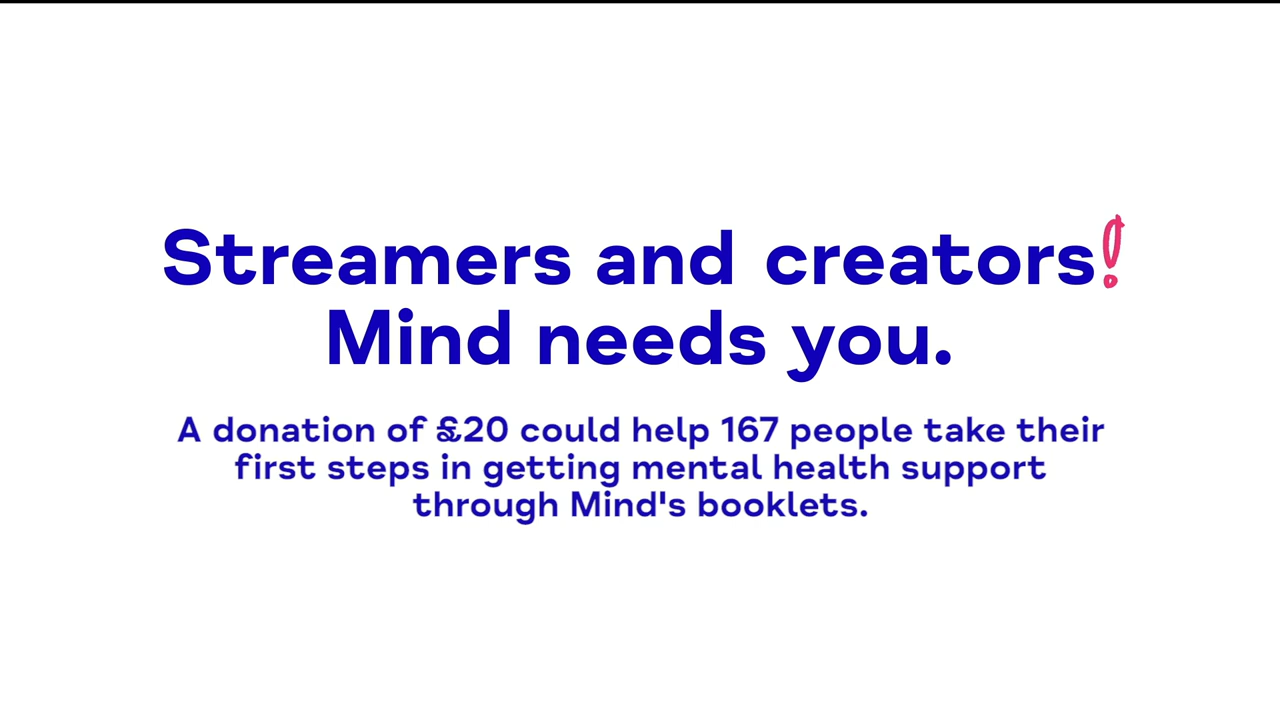 Streamers and creators!
Mind needs you.
A donation of £20 could help 167 people take their
first steps in getting mental health support
through Mind's booklets.